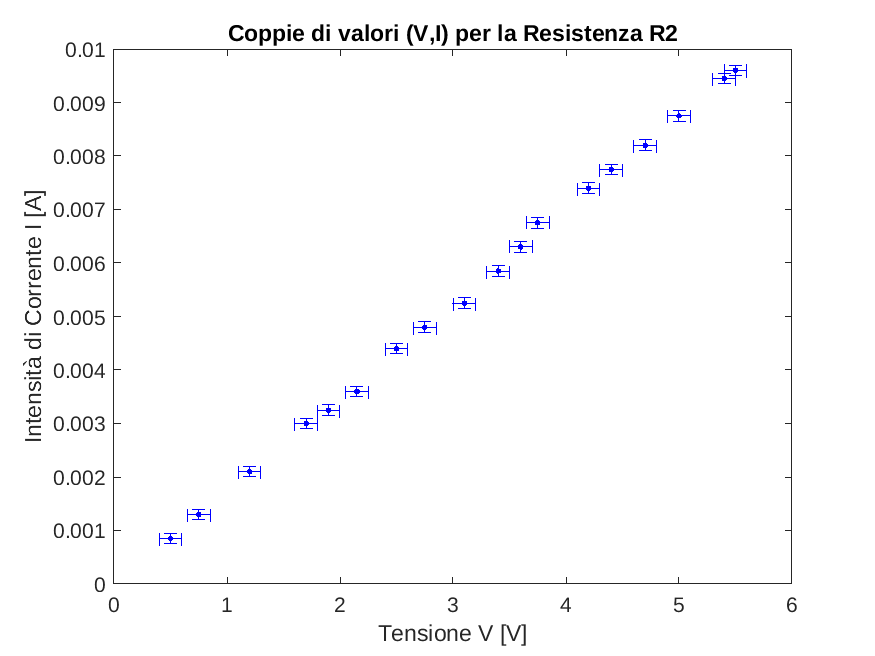 Coppie di valori (V,I) per la Resistenza R2
Intensità di Corrente I [A]
0.01
0.009
0.008
0.007
0.006
0.005
0.004
0.003
0.002
0.001
0
0 1 2 3 4 5 6
Tensione V [V]